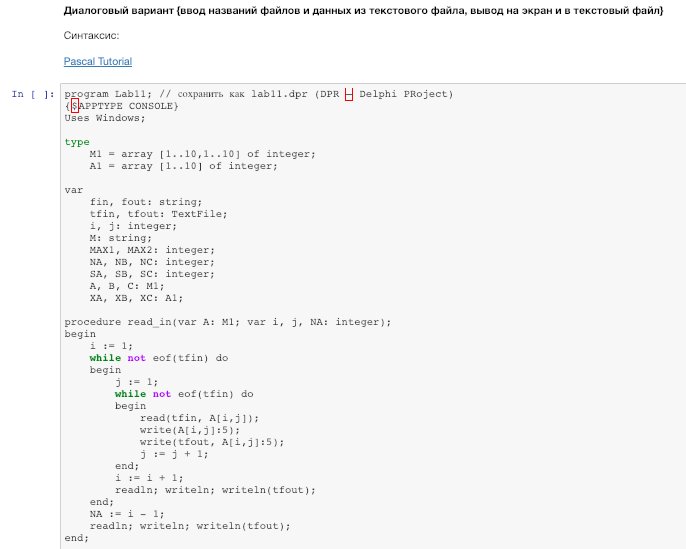 Диалоговый вариант {ввод названий файлов и данных из текстового файла, вывод на экран и в текстовый файл}
Синтаксис:
Pascal Tutorial
In [ ]: program Lab11; // сохранить как lab11.dpr (DPR – Delphi PRoject)
{$APPTYPE CONSOLE}
Uses Windows;
type
M1 = array [1..10,1..10] of integer;
A1 = array [1..10] of integer;
var
fin, fout: string;
tfin, tfout: TextFile;
i, j: integer;
M: string;
MAX1, MAX2: integer;
NA, NB, NC: integer;
SA, SB, SC: integer;
A, B, C: M1;
XA, XB, XC: A1;
procedure read_in(var A: M1; var i, j, NA: integer);
begin
i := 1;
while not eof(tfin) do
begin
j := 1;
while not eof(tfin) do
begin
read(tfin, A[i,j]);
write(A[i,j]:5);
write(tfout, A[i,j]:5);
j := j + 1;
end;
i := i + 1;
readln; writeln; writeln(tfout);
end;
NA := i - 1;
readln; writeln; writeln(tfout);
end;